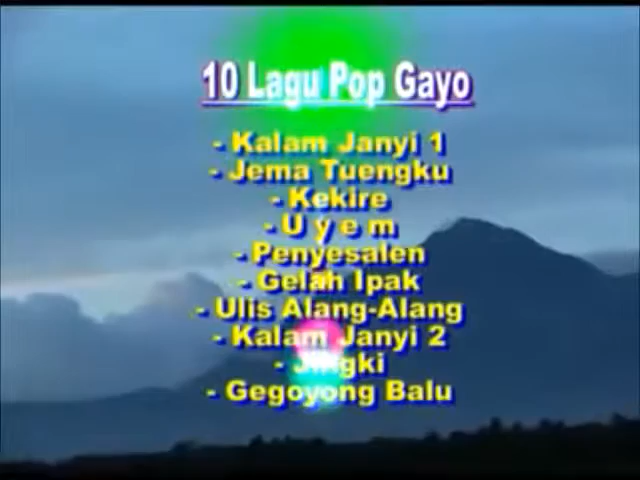 10 Lagu Pop Gayo
- Kalam Janyi 1
- Jema Tuengku
- Kekire
- U y e m
- Penyesalen
- Gelah Ipak
- Ulis Alang-Alang
- Kalam Janyi 2
- Jingki
- Gegoyong Balu